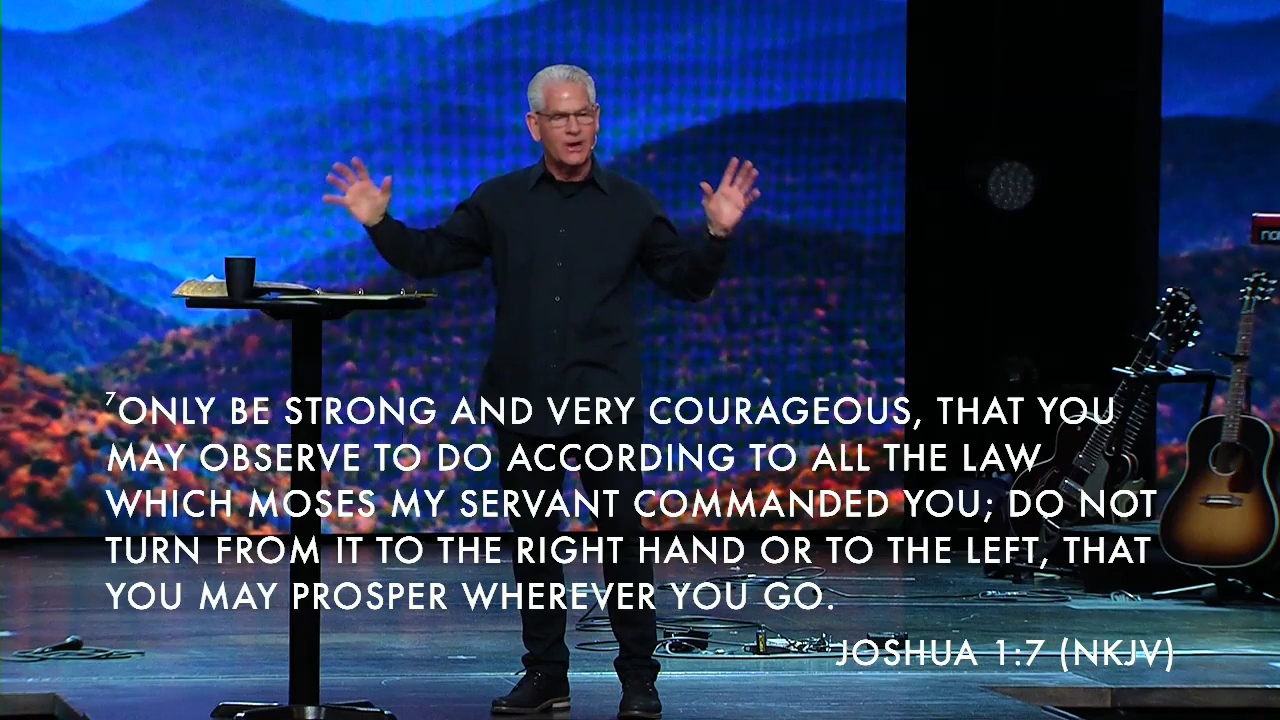 ⁷ONLY BE STRONG AND VERY COURAGEOUS, THAT YOU
MAY OBSERVE TO DO ACCORDING TO ALL THE LAW
WHICH MOSES MY SERVANT COMMANDED YOU; DO NOT
TURN FROM IT TO THE RIGHT HAND OR TO THE LEFT, THAT
YOU MAY PROSPER WHEREVER YOU GO.
JOSHUA 1:7 (NKJV)